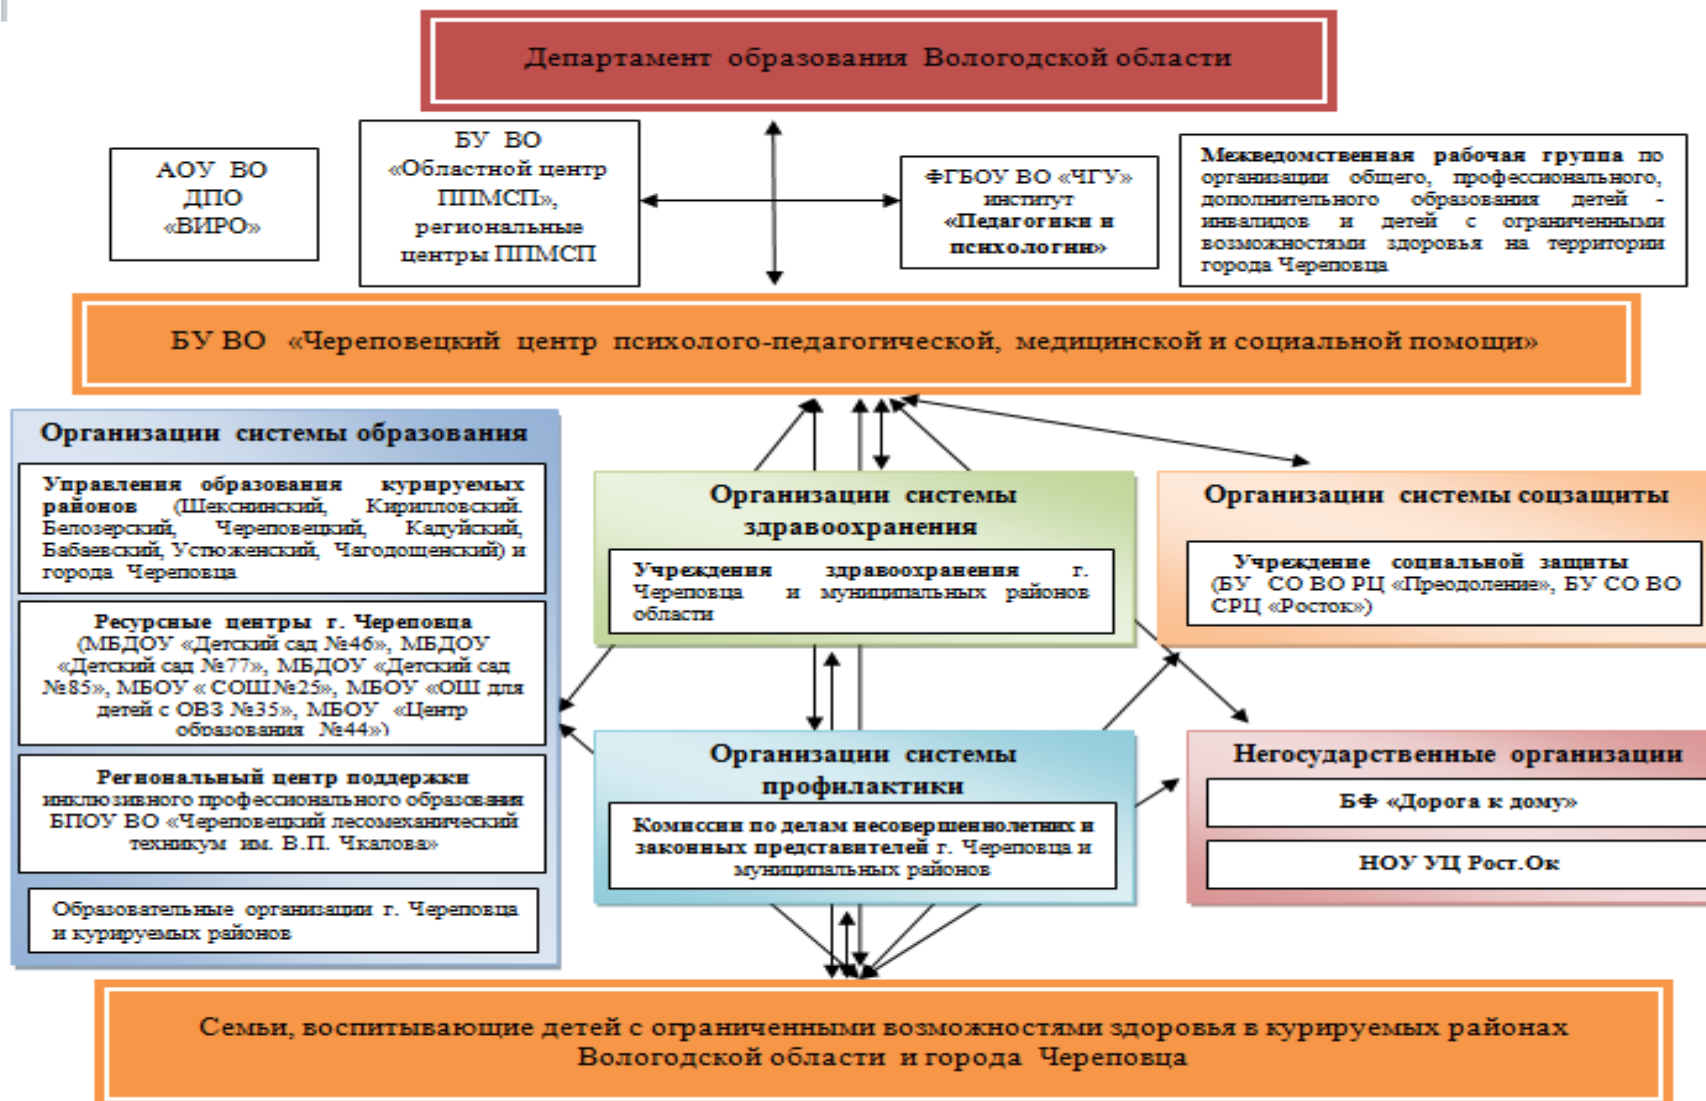 Департамент образования Вологодской области
АОУ ВО
ДПО
«ВИРО»
БУ ВО
«Областной центр
ППМСП»,
региональные
центры ППМСП
ФГБОУ ВО «ЧГУ»
институт
«Педагогики и
психологии»
Межведомственная рабочая группа по
организации общего, профессионального,
дополнительного образования детей -
инвалидов и детей с ограниченными
возможностями здоровья на территории
города Череповца
БУ ВО «Череповецкий центр психолого-педагогической, медицинской и социальной помощи»
Организации системы образования
Управления образования курируемых
районов (Шекснинский, Кирилловский.
Белозерский, Череповецкий, Кадуйский,
Бабаевский, Устюженский, Чагодощенский) и
города Череповца
Ресурсные центры г. Череповца
(МБДОУ «Детский сад №46», МБДОУ
«Детский сад №77», МБДОУ «Детский сад
№85», МБОУ « СОШ №25», МБОУ «ОШ для
детей с ОВЗ №35», МБОУ «Центр
образования №44»)
Региональный центр поддержки
инклюзивного профессионального образования
БПОУ ВО «Череповецкий лесомеханический
техникум им. В.П. Чкалова»
Образовательные организации г. Череповца
и курируемых районов
Организации системы
здравоохранения
Учреждения здравоохранения г.
Череповца и муниципальных районов
области
Организации системы соцзащиты
Учреждение социальной защиты
(БУ СО ВО РЦ «Преодоление», БУ СО ВО
СРЦ «Росток»)
Организации системы
профилактики
Комиссии по делам несовершеннолетних и
законных представителей г. Череповца и
муниципальных районов
Негосударственные организации
БФ «Дорога к дому»
НОУ УЦ Рост.Ок
Семьи, воспитывающие детей с ограниченными возможностями здоровья в курируемых районах
Вологодской области и города Череповца